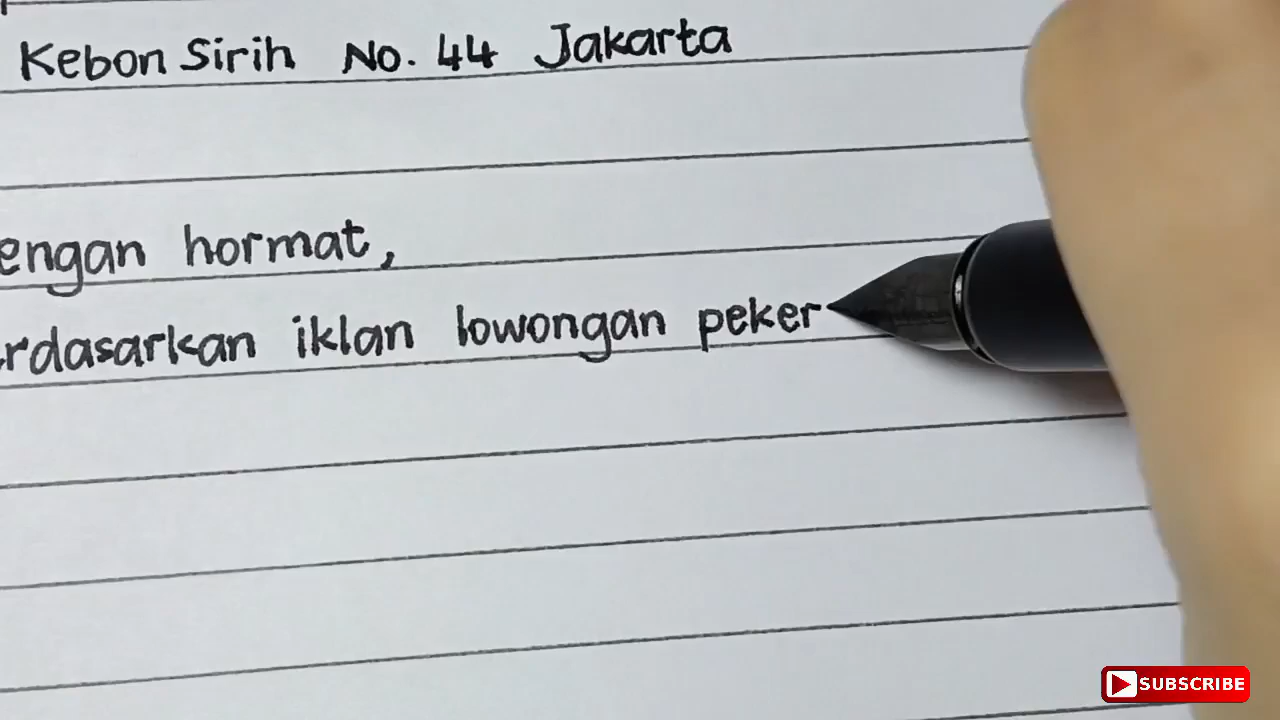 Kebon Sirih No. 44 Jakarta
engan hormat,
rdasarkan iklan lowongan peker
SUBSCRIBE